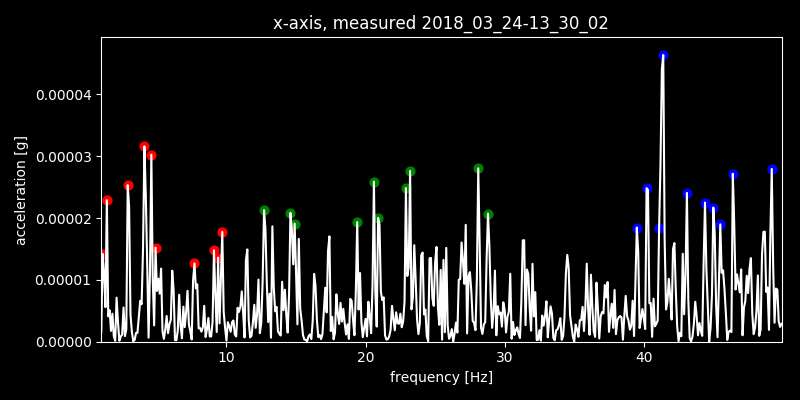 x-axis, measured 2018_03_24-13_30_02
acceleration [g]
0.00004
0.00003
0.00002
0.00001
0.00000
10 20 30 40
frequency [Hz]